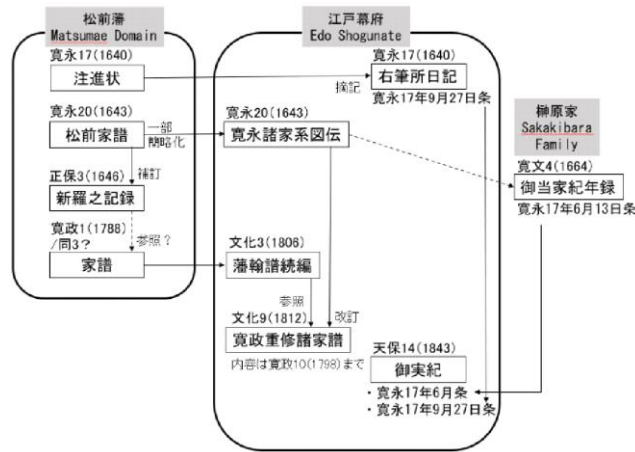 松前藩
Matsumae Domain
江戸幕府
Edo Shogunate
寛永17(1640)
注進状
摘記
寛永17(1640)
右筆所日記
寛永17年9月27日条
榊原家
Sakakibara
Family
寛永20(1643)
松前家譜
一部
簡略化
寛永20(1643)
寛永諸家系図伝
寛文4(1664)
御当家紀年録
寛永17年6月13日条
補訂
正保3(1646)
新羅之記録
参照？
寛政1(1788)
/同3？
家譜
文化3(1806)
藩翰譜続編
参照
改訂
文化9(1812)
寛政重修諸家譜
内容は寛政10(1798)まで
天保14(1843)
御実紀
・寛永17年6月条
・寛永17年9月27日条